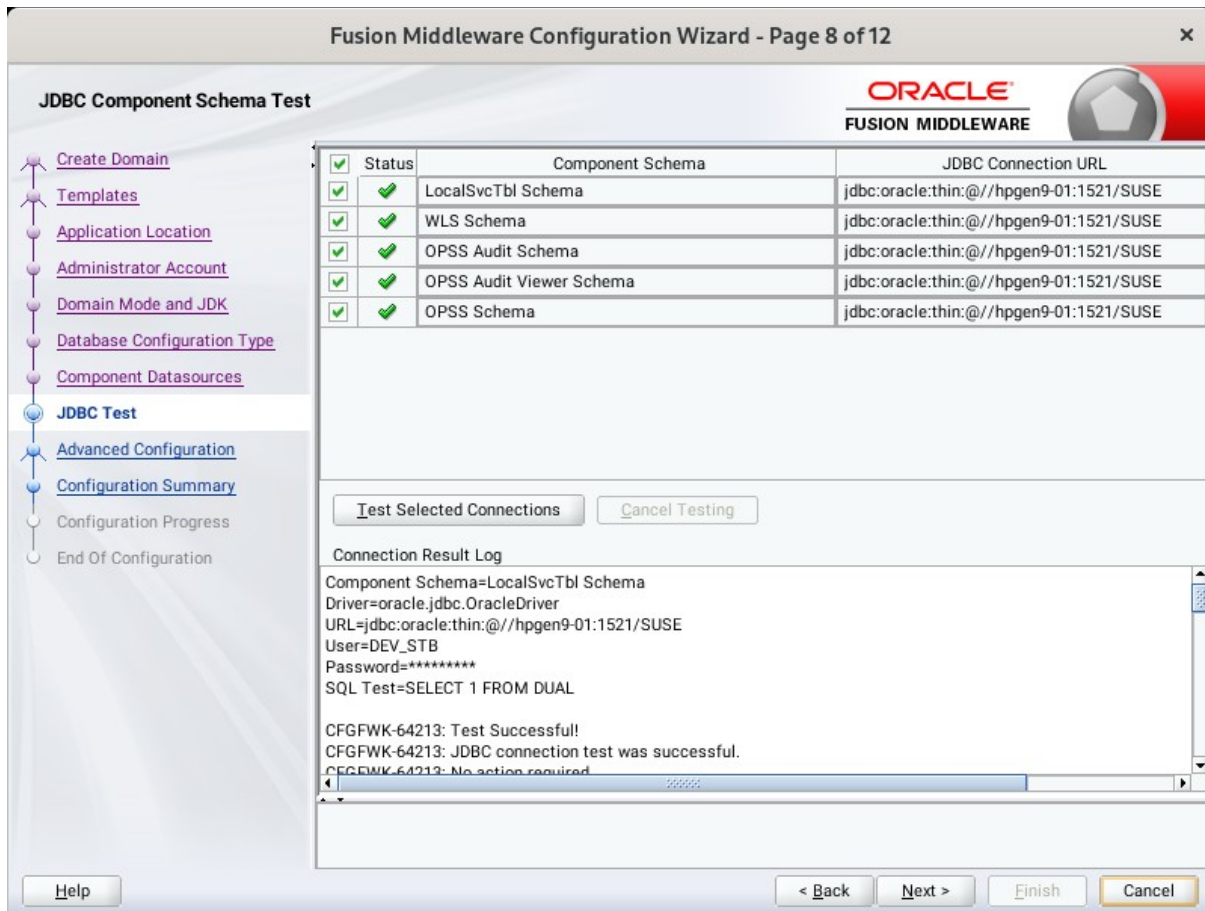 Fusion Middleware Configuration Wizard - Page 8 of 12
JDBC Component Schema Test
ORACLE
FUSION MIDDLEWARE
Create Domain
Templates
Application Location
Administrator Account
Domain Mode and JDK
Database Configuration Type
Component Datasources
JDBC Test
Advanced Configuration
Configuration Summary
Configuration Progress
End Of Configuration
Status Component Schema JDBC Connection URL
LocalSvcTbl Schema jdbc:oracle:thin:@//hpgen9-01:1521/SUSE
WLS Schema jdbc:oracle:thin:@//hpgen9-01:1521/SUSE
OPSS Audit Schema jdbc:oracle:thin:@//hpgen9-01:1521/SUSE
OPSS Audit Viewer Schema jdbc:oracle:thin:@//hpgen9-01:1521/SUSE
OPSS Schema jdbc:oracle:thin:@//hpgen9-01:1521/SUSE
Test Selected Connections Cancel Testing
Connection Result Log
Component Schema=LocalSvcTbl Schema
Driver=oracle.jdbc.OracleDriver
URL=jdbc:oracle:thin:@//hpgen9-01:1521/SUSE
User=DEV_STB
Password=*********
SQL Test=SELECT 1 FROM DUAL
CFGFWK-64213: Test Successful!
CFGFWK-64213: JDBC connection test was successful.
CFGFWK-64213: No action required
Help < Back Next > Finish Cancel